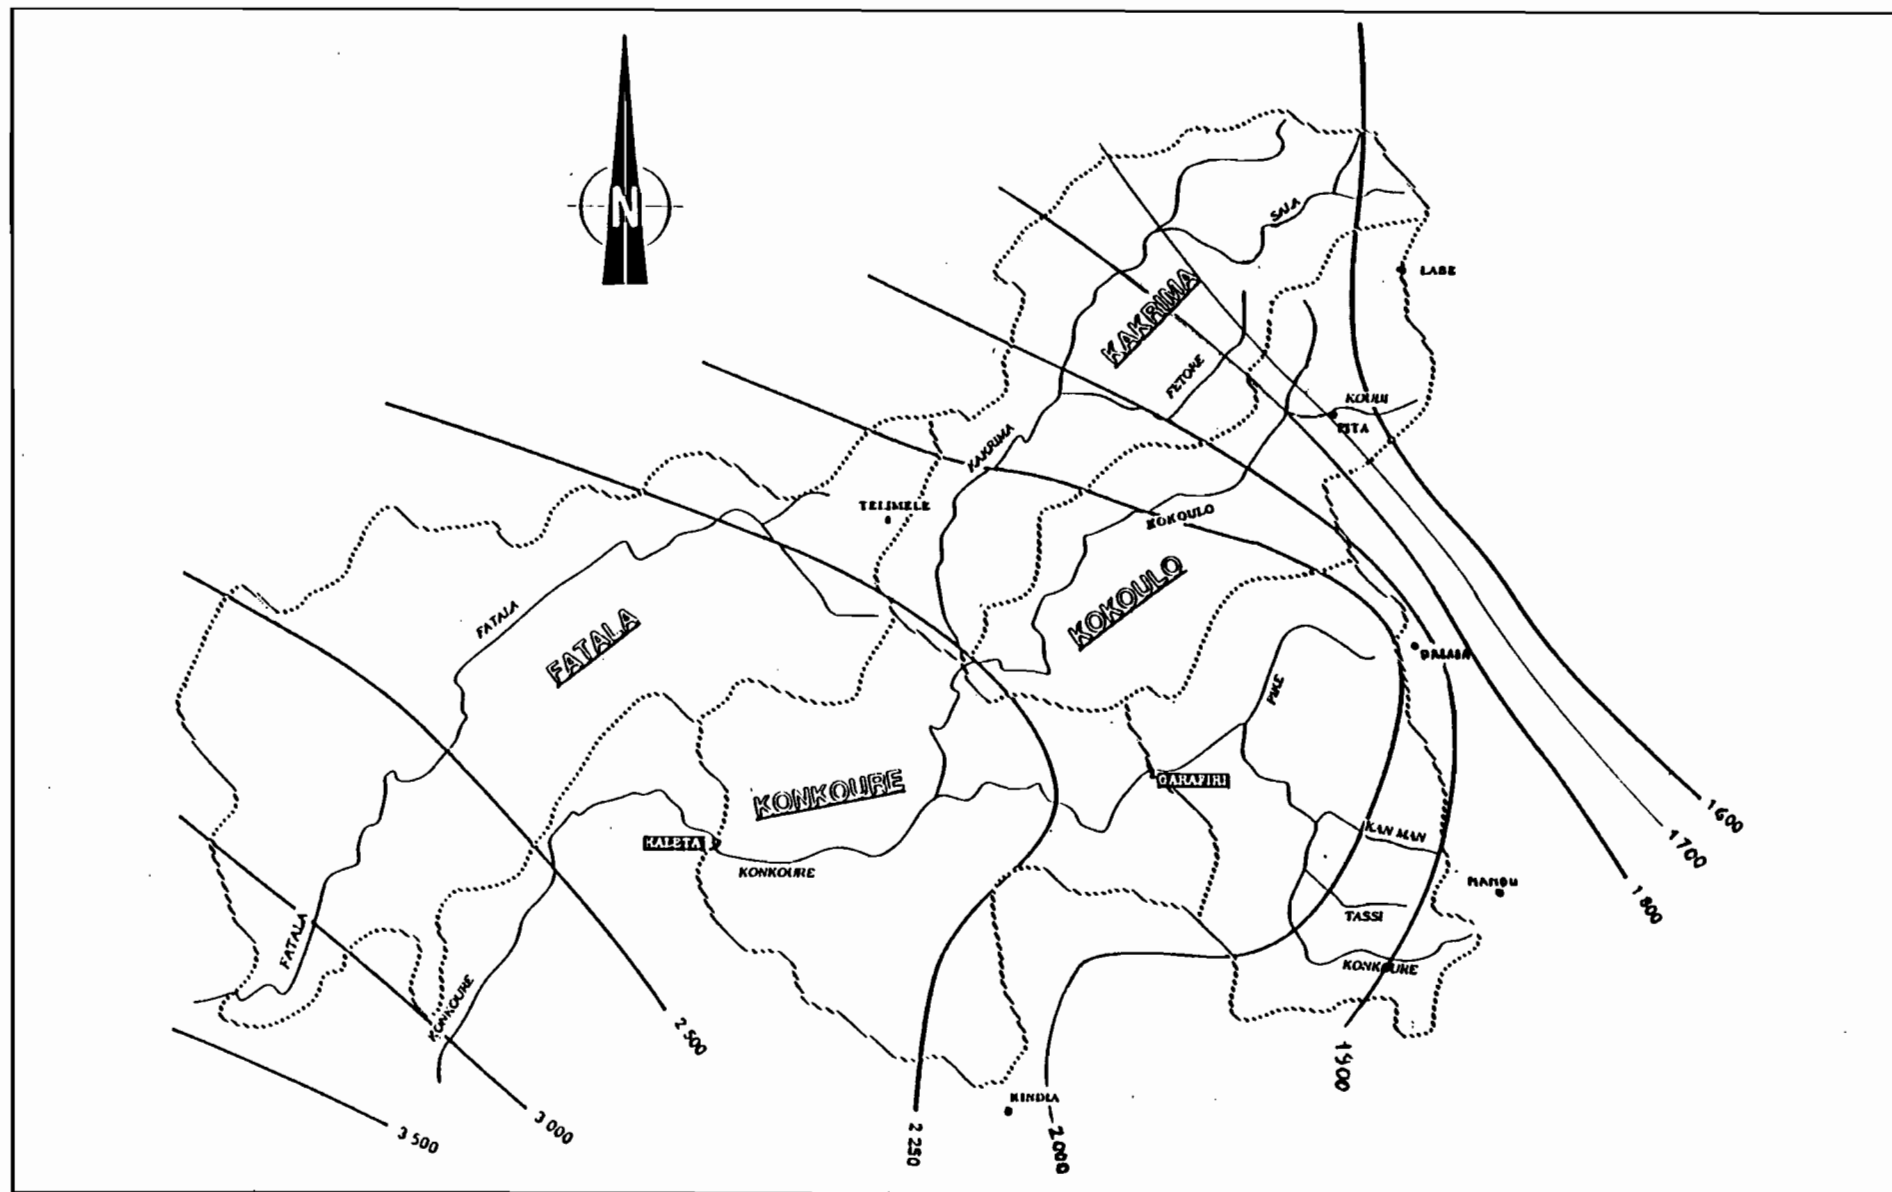 N
SALA
LABE
KAKRIMA
FETORE
KOUUI
PITA
KAKRIMA
TELIMELE
KOKOULO
KOKOULO
FATALA
FATALA
DALABA
PIKE
GARAFIRI
KONKOURE
KALETA
KONKOURE
KAN MAN
MAMOU
TASSI
KONKOURE
FATALA
KONKOURE
KINDIA
1600
1700
1800
1900
2000
2250
2500
3000
3500